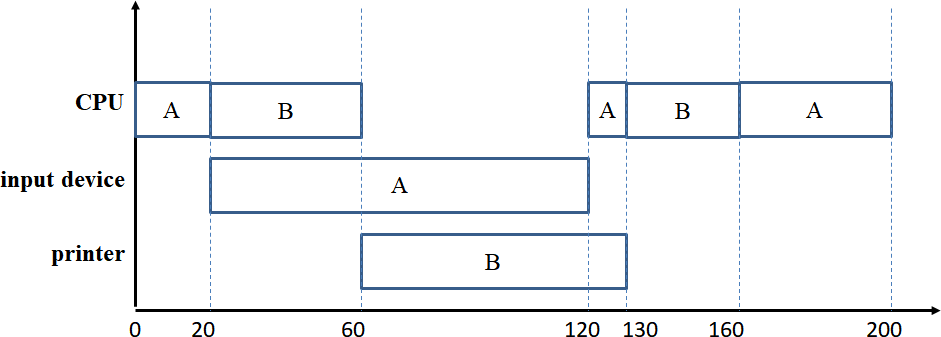 CPU A B A B A
input device A
printer B
0 20 60 120 130 160 200